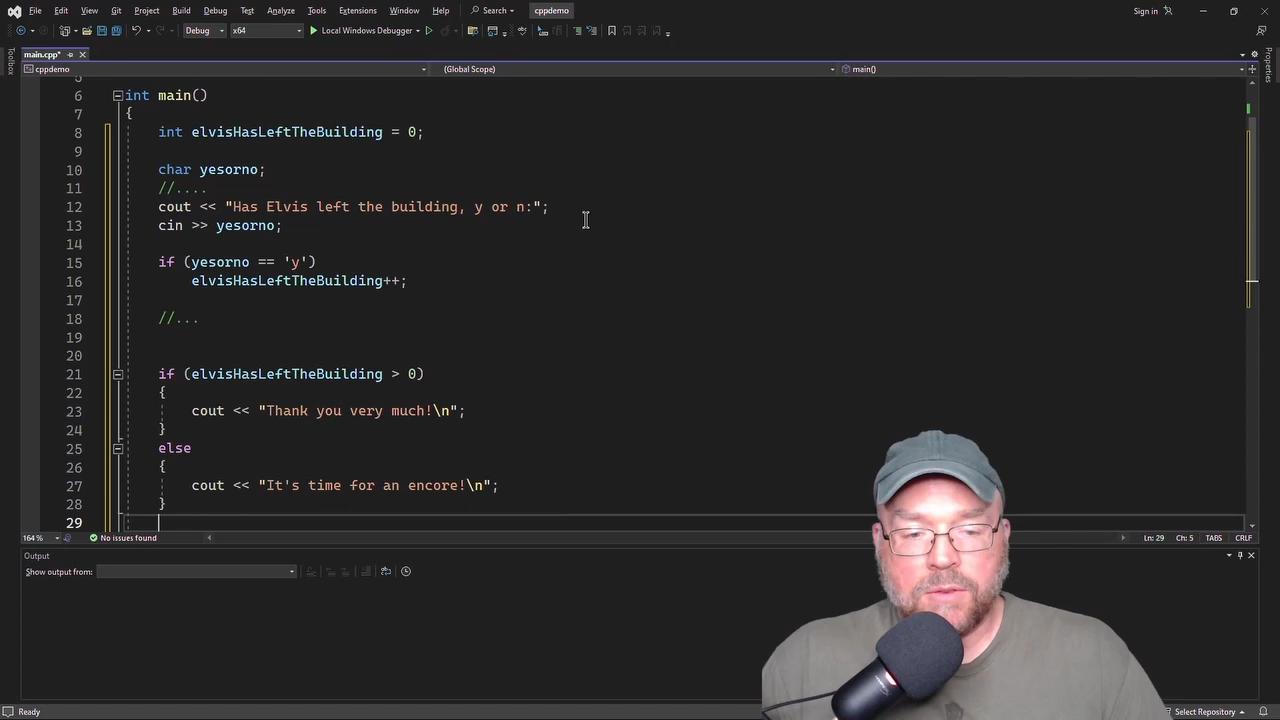 File Edit View Git Project Build Debug Test Analyze Tools Extensions Window Help Search cppdemo Sign in
Debug x64 Local Windows Debugger
main.cpp*
cppdemo (Global Scope) main()
6 int main()
7 {
8 int elvisHasLeftTheBuilding = 0;
9
10 char yesorno;
11 //....
12 cout << "Has Elvis left the building, y or n:";
13 cin >> yesorno;
14
15 if (yesorno == 'y')
16 elvisHasLeftTheBuilding++;
17
18 //...
19
20
21 if (elvisHasLeftTheBuilding > 0)
22 {
23 cout << "Thank you very much!\n";
24 }
25 else
26 {
27 cout << "It's time for an encore!\n";
28 }
29
164 % No issues found Ln: 29 Ch: 5 TABS CRLF
Output
Show output from:
Ready Select Repository
Toolbox
Properties